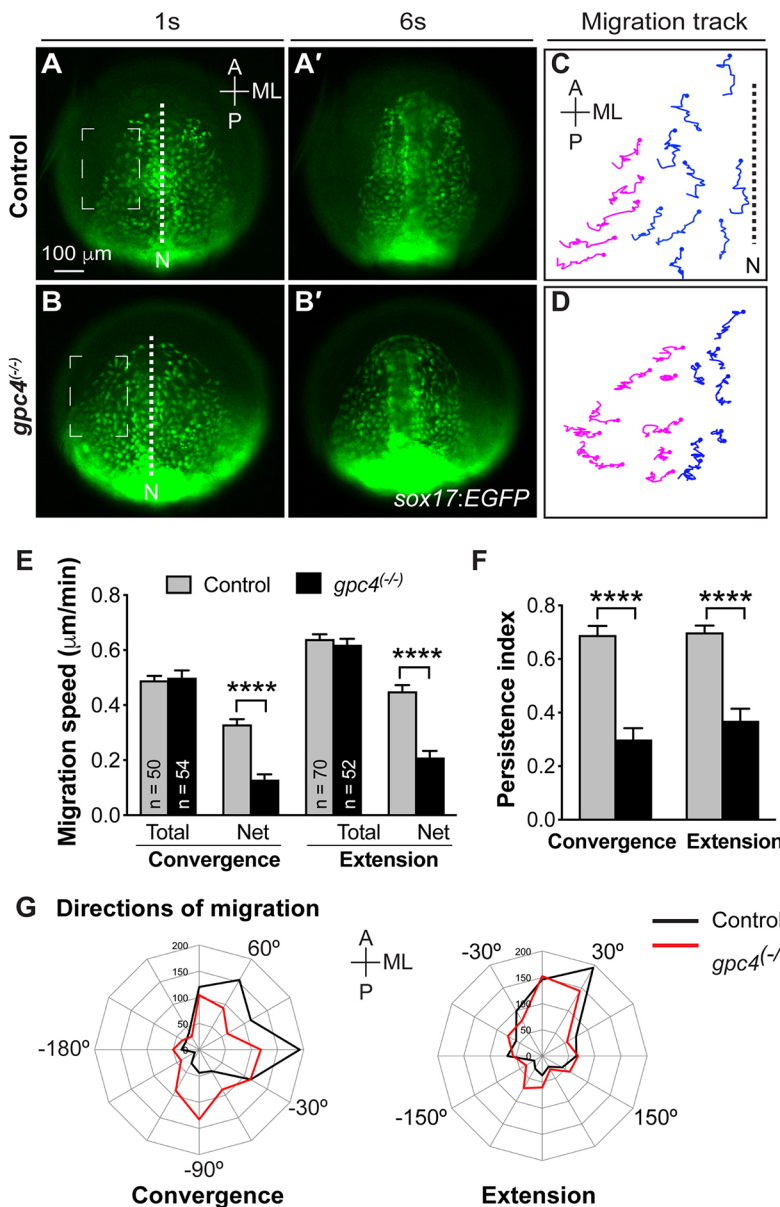 1s 6s Migration track
Control
A
A
ML
P
N
100 μm
A′
C
A
ML
P
N
gpc4(-/-)
B
N
B′
sox17:EGFP
D
E
Control gpc4(-/-)
Migration speed (μm/min)
0.8
0.6
0.4
0.2
0.0
****
****
n = 50
n = 54
n = 70
n = 52
Total Net Total Net
Convergence Extension
F
Persistence index
0.8
0.6
0.4
0.2
0.0
****
****
Convergence Extension
G Directions of migration
A
ML
P
Control
gpc4(-/-
200
150
100
50
0
60º
-30º
-90º
-180º
Convergence
200
150
100
50
0
-30º
30º
150º
-150º
Extension